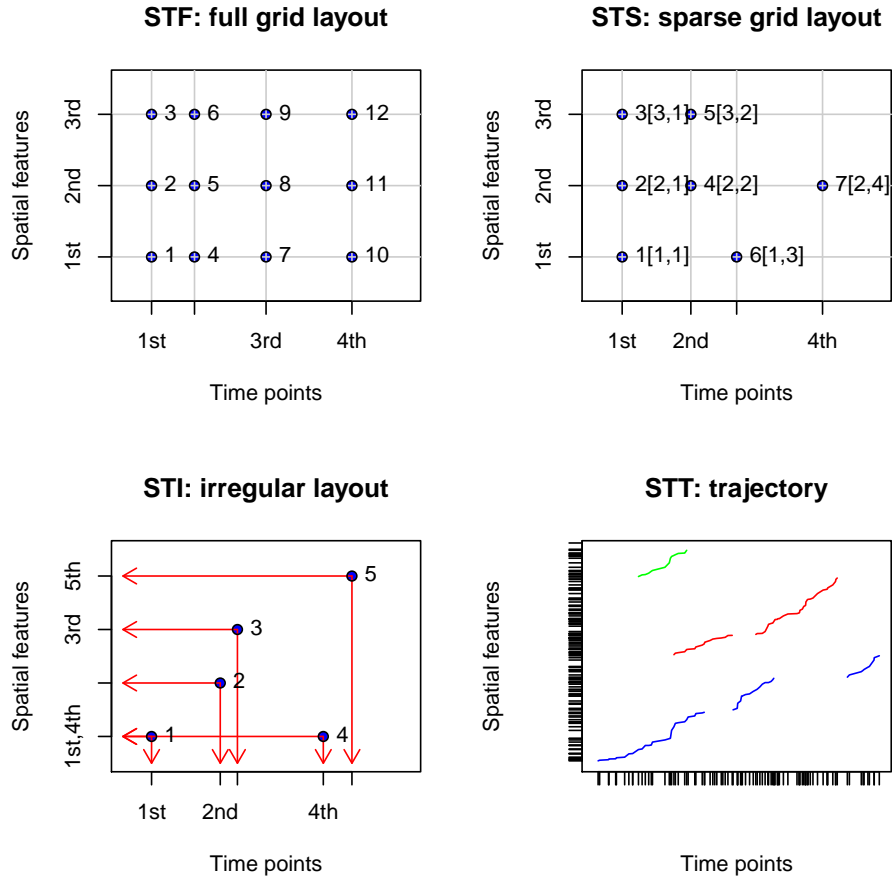 STF: full grid layout
Spatial features
3rd
2nd
1st
3 6 9 12
2 5 8 11
1 4 7 10
1st 3rd 4th
Time points
STS: sparse grid layout
Spatial features
3rd
2nd
1st
3[3,1] 5[3,2]
2[2,1] 4[2,2] 7[2,4]
1[1,1] 6[1,3]
1st 2nd 4th
Time points
STI: irregular layout
Spatial features
5th
3rd
1st,4th
5
3
2
1 4
1st 2nd 4th
Time points
STT: trajectory
Spatial features
Time points